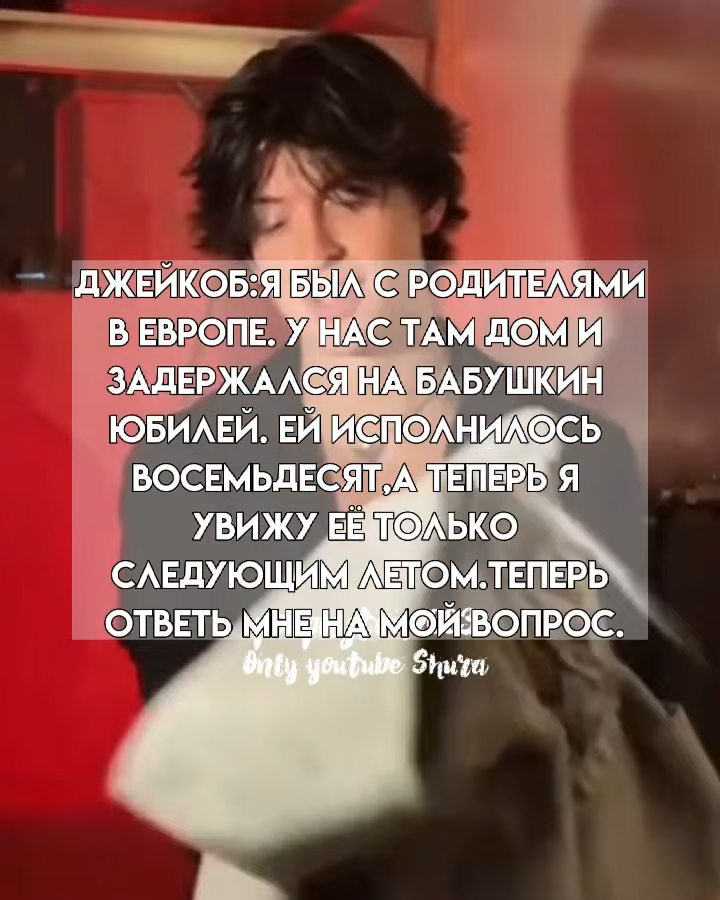 ДЖЕЙКОБ:Я БЫЛ С РОДИТЕЛЯМИ
В ЕВРОПЕ. У НАС ТАМ ДОМ И
ЗАДЕРЖАЛСЯ НА БАБУШКИН
ЮБИЛЕЙ. ЕЙ ИСПОЛНИЛОСЬ
ВОСЕМЬДЕСЯТ,А ТЕПЕРЬ Я
УВИЖУ ЕЁ ТОЛЬКО
СЛЕДУЮЩИМ ЛЕТОМ.ТЕПЕРЬ
ОТВЕТЬ МНЕ НА МОЙ ВОПРОС.
Only youtube Shura